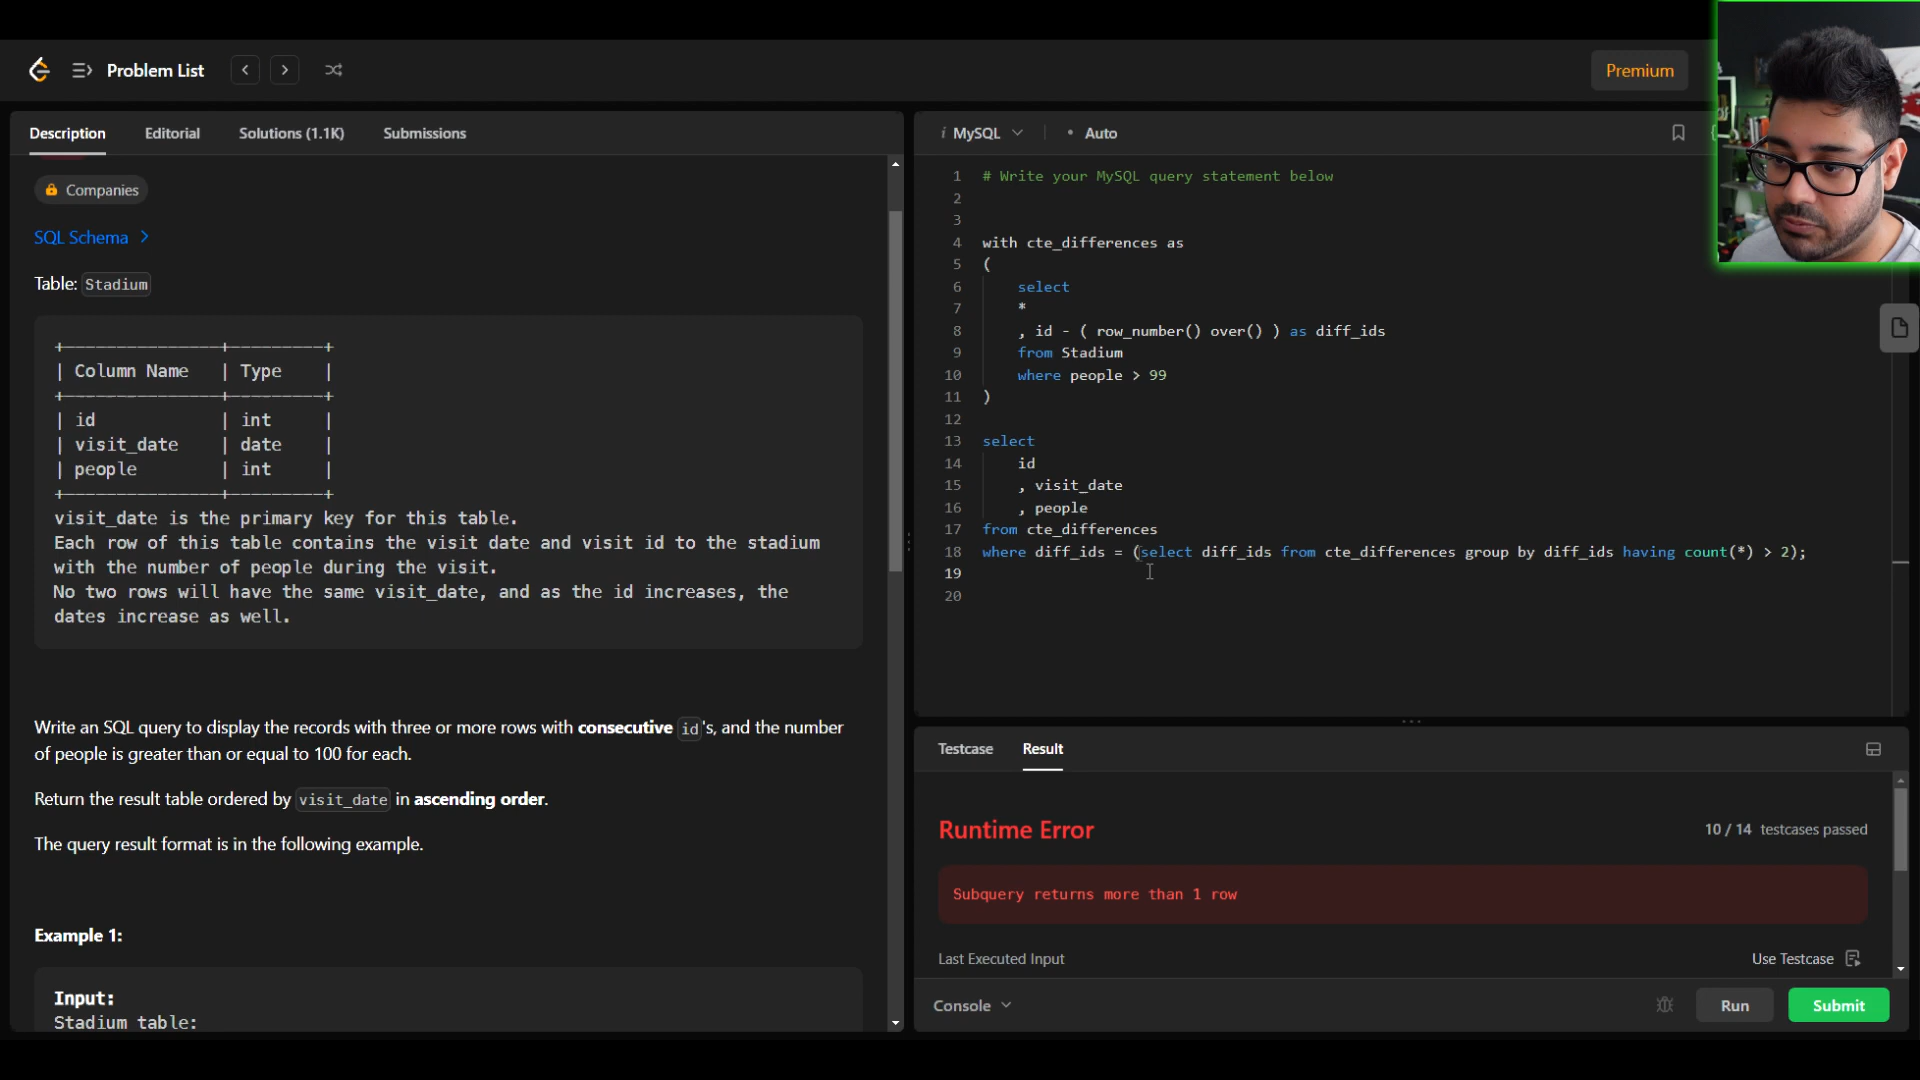 Problem List
Premium
Description
Editorial
Solutions (1.1K)
Submissions
Companies
SQL Schema
Table: Stadium
+---------------+---------+
| Column Name | Type |
+---------------+---------+
| id | int |
| visit_date | date |
| people | int |
+---------------+---------+
visit_date is the primary key for this table.
Each row of this table contains the visit date and visit id to the stadium
with the number of people during the visit.
No two rows will have the same visit_date, and as the id increases, the
dates increase as well.
Write an SQL query to display the records with three or more rows with consecutive id's, and the number
of people is greater than or equal to 100 for each.
Return the result table ordered by visit_date in ascending order.
The query result format is in the following example.
Example 1:
Input:
Stadium table:
i MySQL
• Auto
1 # Write your MySQL query statement below
2
3
4 with cte_differences as
5 (
6 select
7 *
8 , id - ( row_number() over() ) as diff_ids
9 from Stadium
10 where people > 99
11 )
12
13 select
14 id
15 , visit_date
16 , people
17 from cte_differences
18 where diff_ids = (select diff_ids from cte_differences group by diff_ids having count(*) > 2);
19
20
Testcase
Result
Runtime Error
10 / 14 testcases passed
Subquery returns more than 1 row
Last Executed Input
Use Testcase
Console
Run
Submit